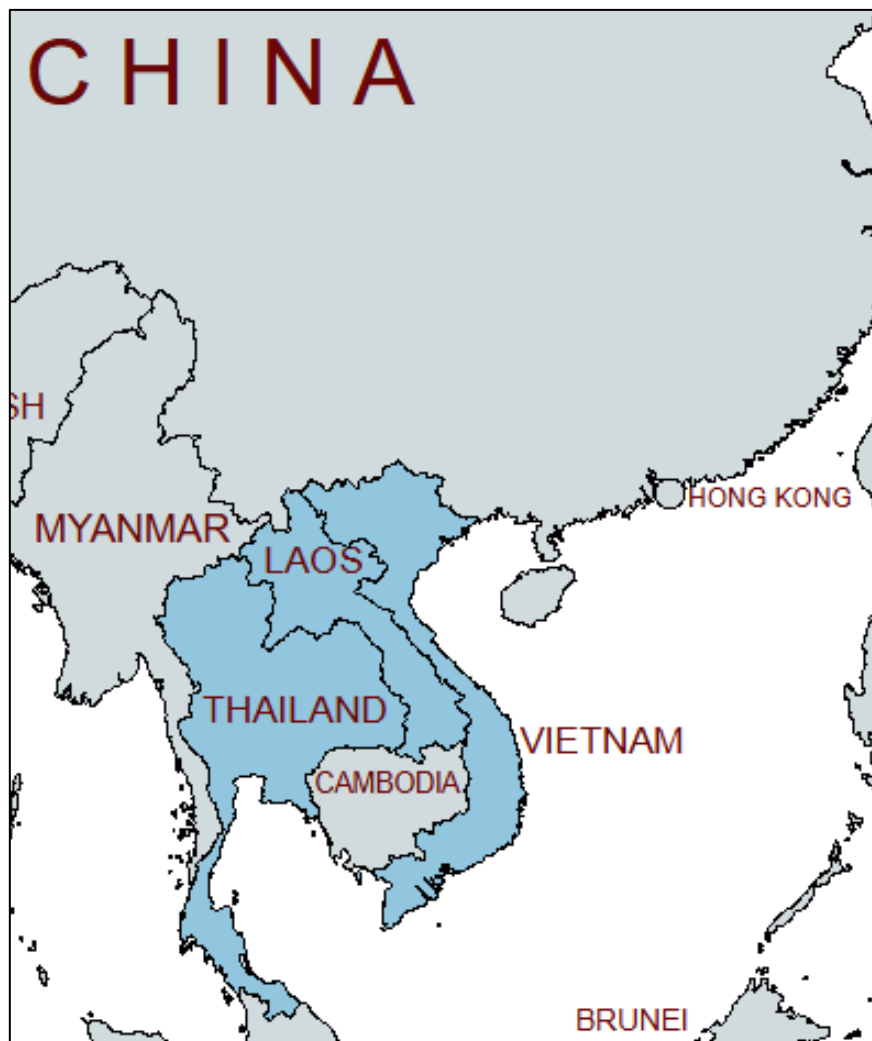 CHINA
SH
HONG KONG
MYANMAR
LAOS
THAILAND
VIETNAM
CAMBODIA
BRUNEI